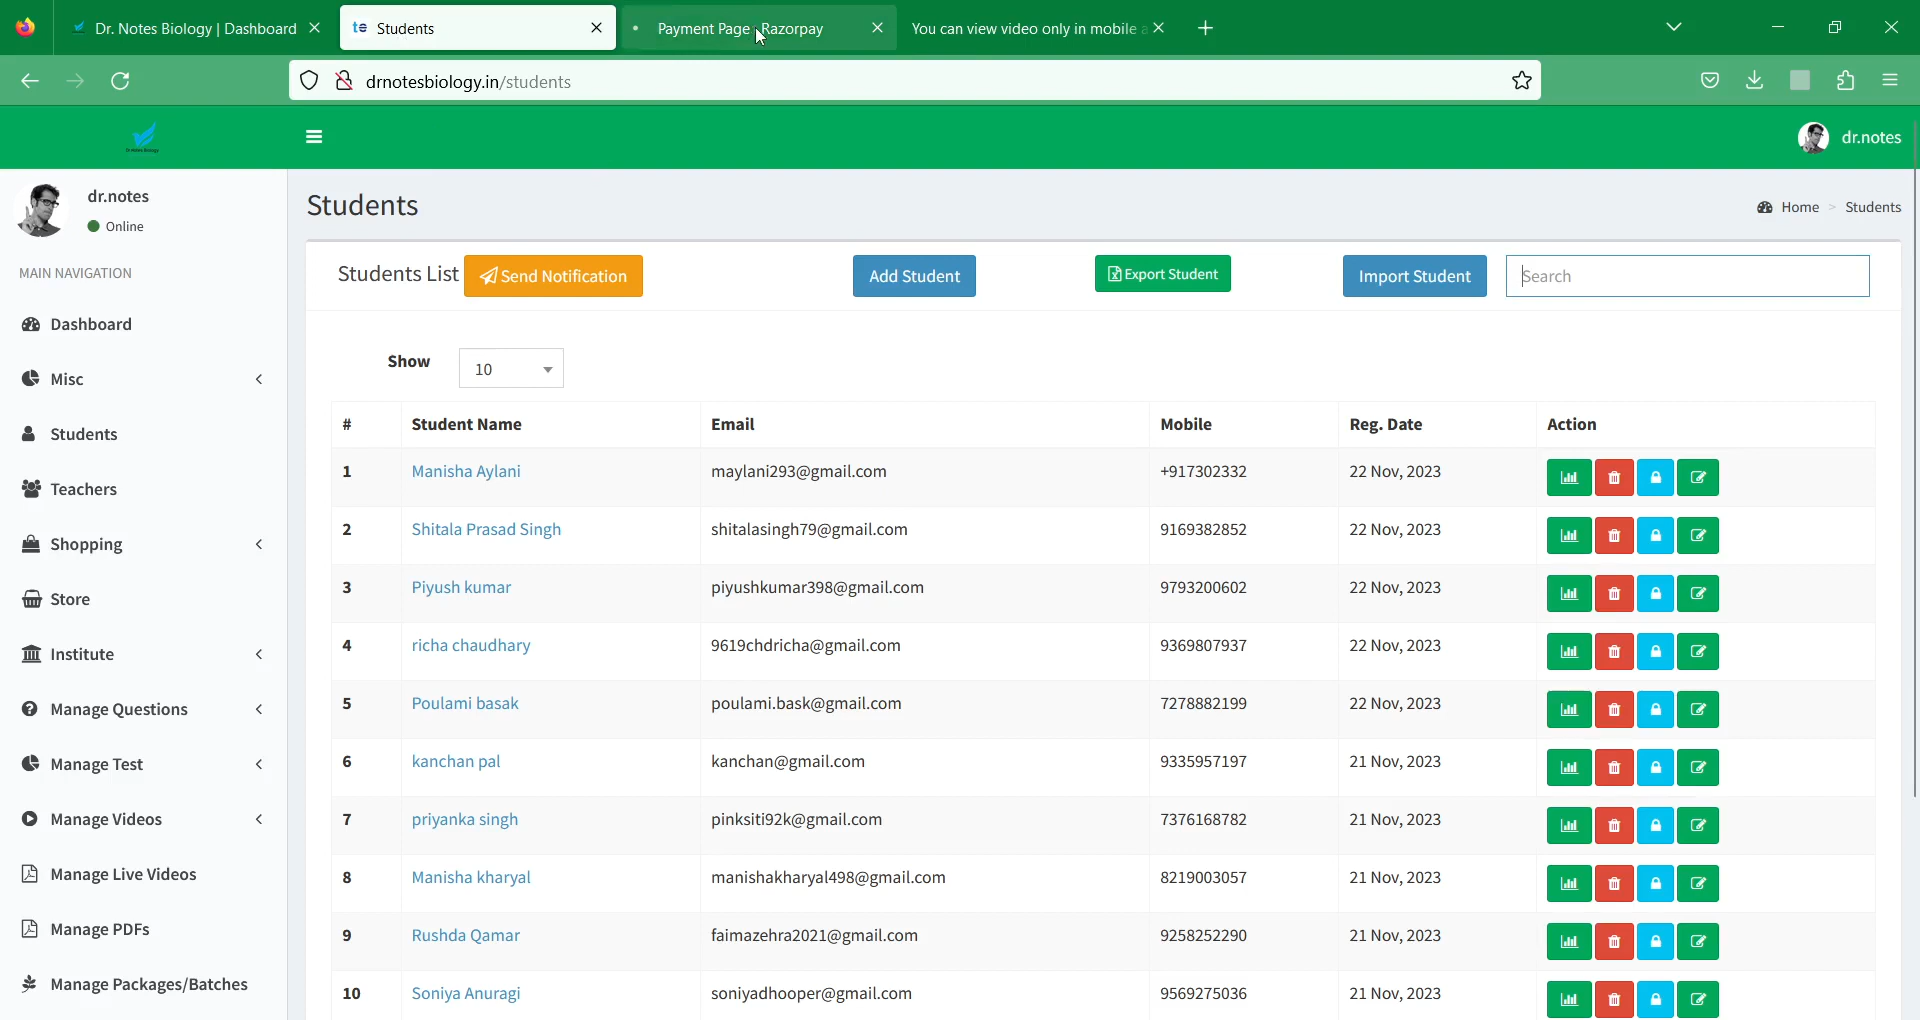 Dr. Notes Biology | Dashboard
Students
Payment Page - Razorpay
You can view video only in mobile a
drnotesbiology.in/students
dr.notes
dr.notes
Online
MAIN NAVIGATION
Dashboard
Misc
Students
Teachers
Shopping
Store
Institute
Manage Questions
Manage Test
Manage Videos
Manage Live Videos
Manage PDFs
Manage Packages/Batches
Students
Home > Students
Students List Send Notification Add Student Export Student Import Student Search
Show 10
# Student Name Email Mobile Reg. Date Action
1 Manisha Aylani maylani293@gmail.com +917302332 22 Nov, 2023
2 Shitala Prasad Singh shitalasingh79@gmail.com 9169382852 22 Nov, 2023
3 Piyush kumar piyushkumar398@gmail.com 9793200602 22 Nov, 2023
4 richa chaudhary 9619chdricha@gmail.com 9369807937 22 Nov, 2023
5 Poulami basak poulami.bask@gmail.com 7278882199 22 Nov, 2023
6 kanchan pal kanchan@gmail.com 9335957197 21 Nov, 2023
7 priyanka singh pinksiti92k@gmail.com 7376168782 21 Nov, 2023
8 Manisha kharyal manishakharyal498@gmail.com 8219003057 21 Nov, 2023
9 Rushda Qamar faimazehra2021@gmail.com 9258252290 21 Nov, 2023
10 Soniya Anuragi soniyadhooper@gmail.com 9569275036 21 Nov, 2023